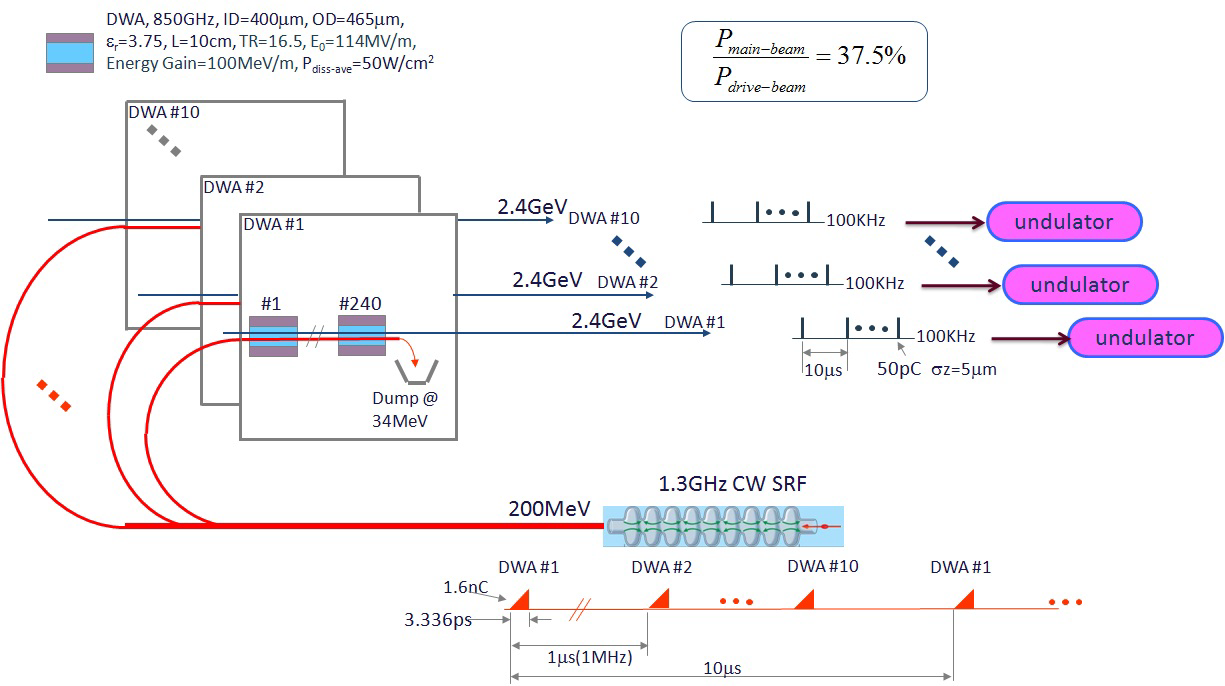 DWA, 850GHz, ID=400μm, OD=465μm,
εr=3.75, L=10cm, TR=16.5, E0=114MV/m,
Energy Gain=100MeV/m, Pdiss-ave=50W/cm2
Pmain−beam
Pdrive−beam
= 37.5%
DWA #10
DWA #2
DWA #1
#1
#240
Dump @
34MeV
2.4GeV
DWA #10
2.4GeV
DWA #2
2.4GeV
DWA #1
100KHz
undulator
100KHz
undulator
100KHz
undulator
10μs
50pC σz=5μm
1.3GHz CW SRF
200MeV
DWA #1
DWA #2
DWA #10
DWA #1
1.6nC
3.336ps
1μs(1MHz)
10μs